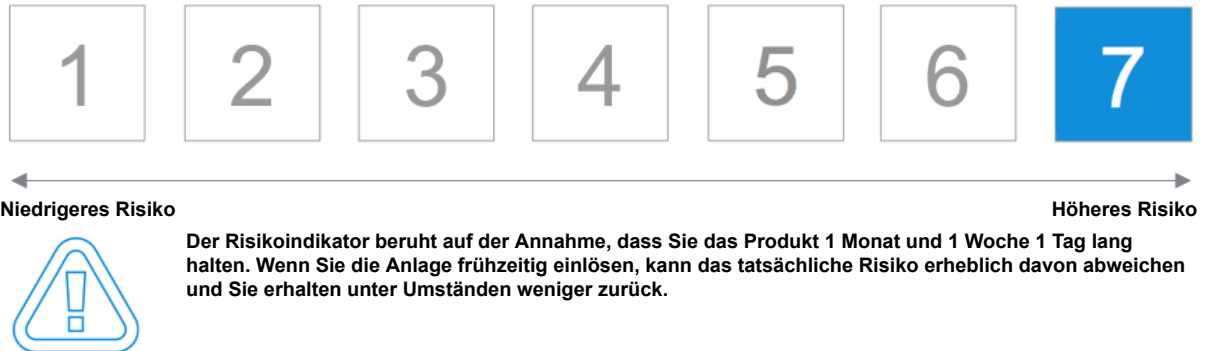 1 2 3 4 5 6 7
Niedrigeres Risiko Höheres Risiko
Der Risikoindikator beruht auf der Annahme, dass Sie das Produkt 1 Monat und 1 Woche 1 Tag lang
halten. Wenn Sie die Anlage frühzeitig einlösen, kann das tatsächliche Risiko erheblich davon abweichen
und Sie erhalten unter Umständen weniger zurück.